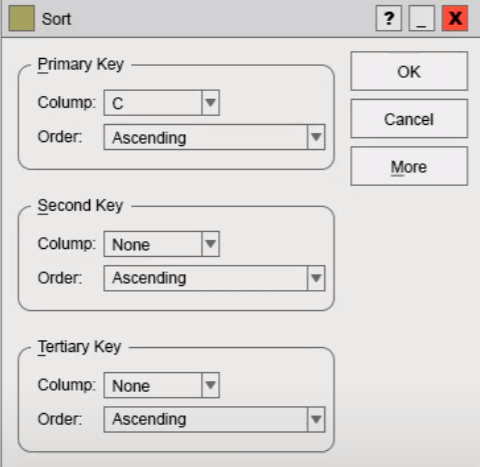 Sort
? _ X
Primary Key
Colump: C
Order: Ascending
OK
Cancel
More
Second Key
Colump: None
Order: Ascending
Tertiary Key
Colump: None
Order: Ascending